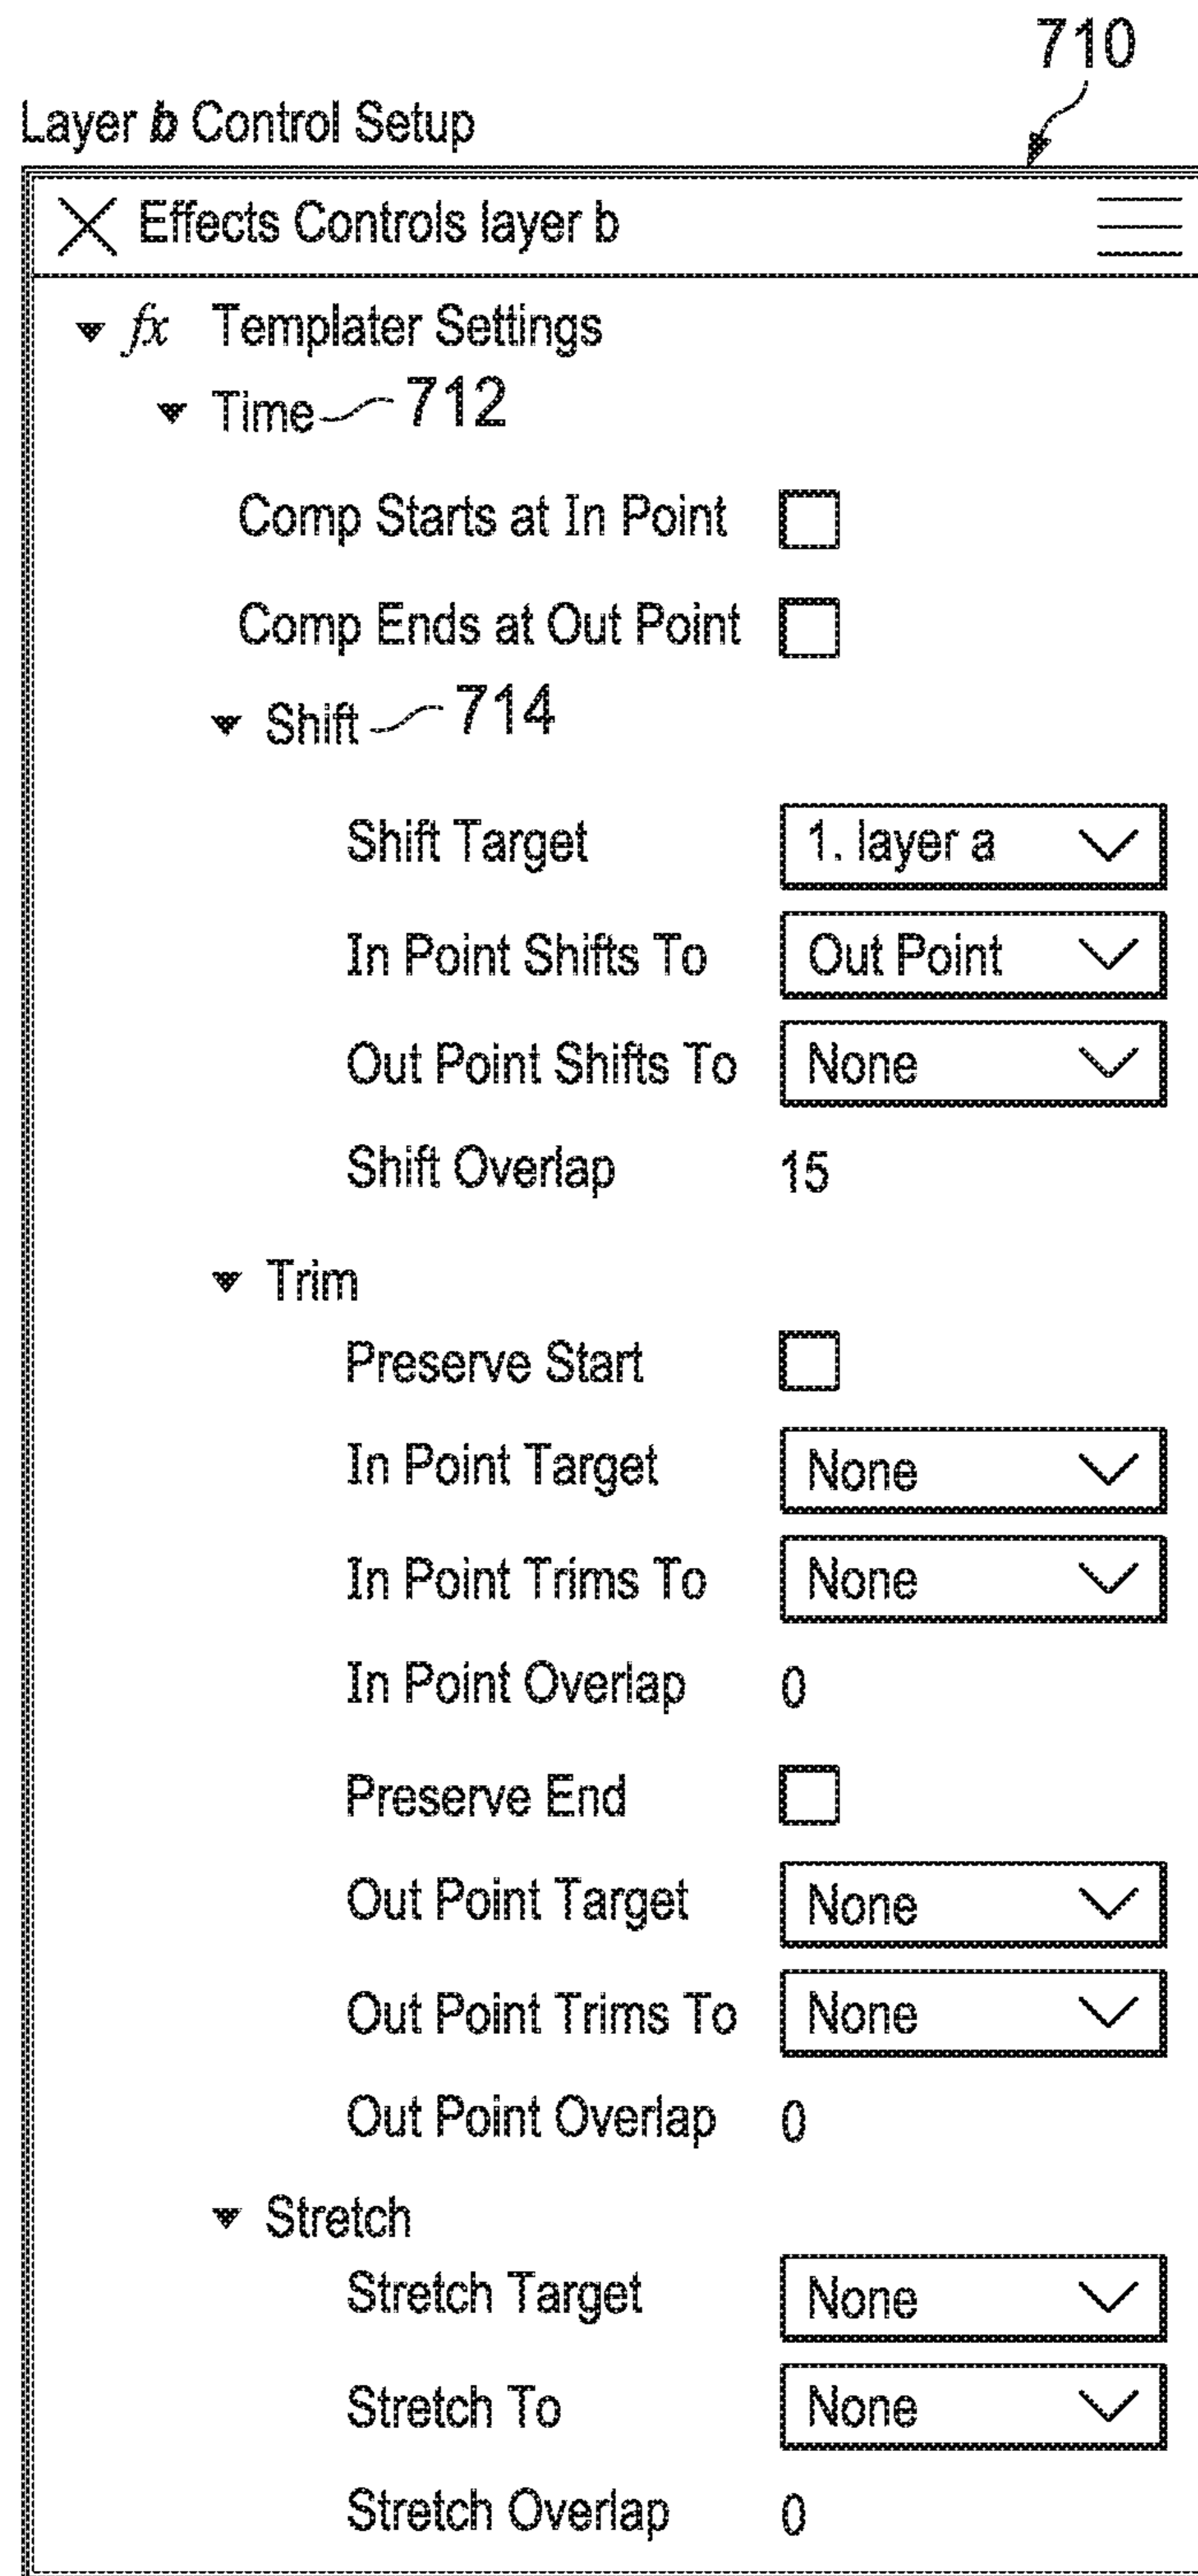 710
Layer b Control Setup
Effects Controls layer b
fx Templater Settings
Time 712
Comp Starts at In Point
Comp Ends at Out Point
Shift 714
Shift Target 1. layer a
In Point Shifts To Out Point
Out Point Shifts To None
Shift Overlap 15
Trim
Preserve Start
In Point Target None
In Point Trims To None
In Point Overlap 0
Preserve End
Out Point Target None
Out Point Trims To None
Out Point Overlap 0
Stretch
Stretch Target None
Stretch To None
Stretch Overlap 0